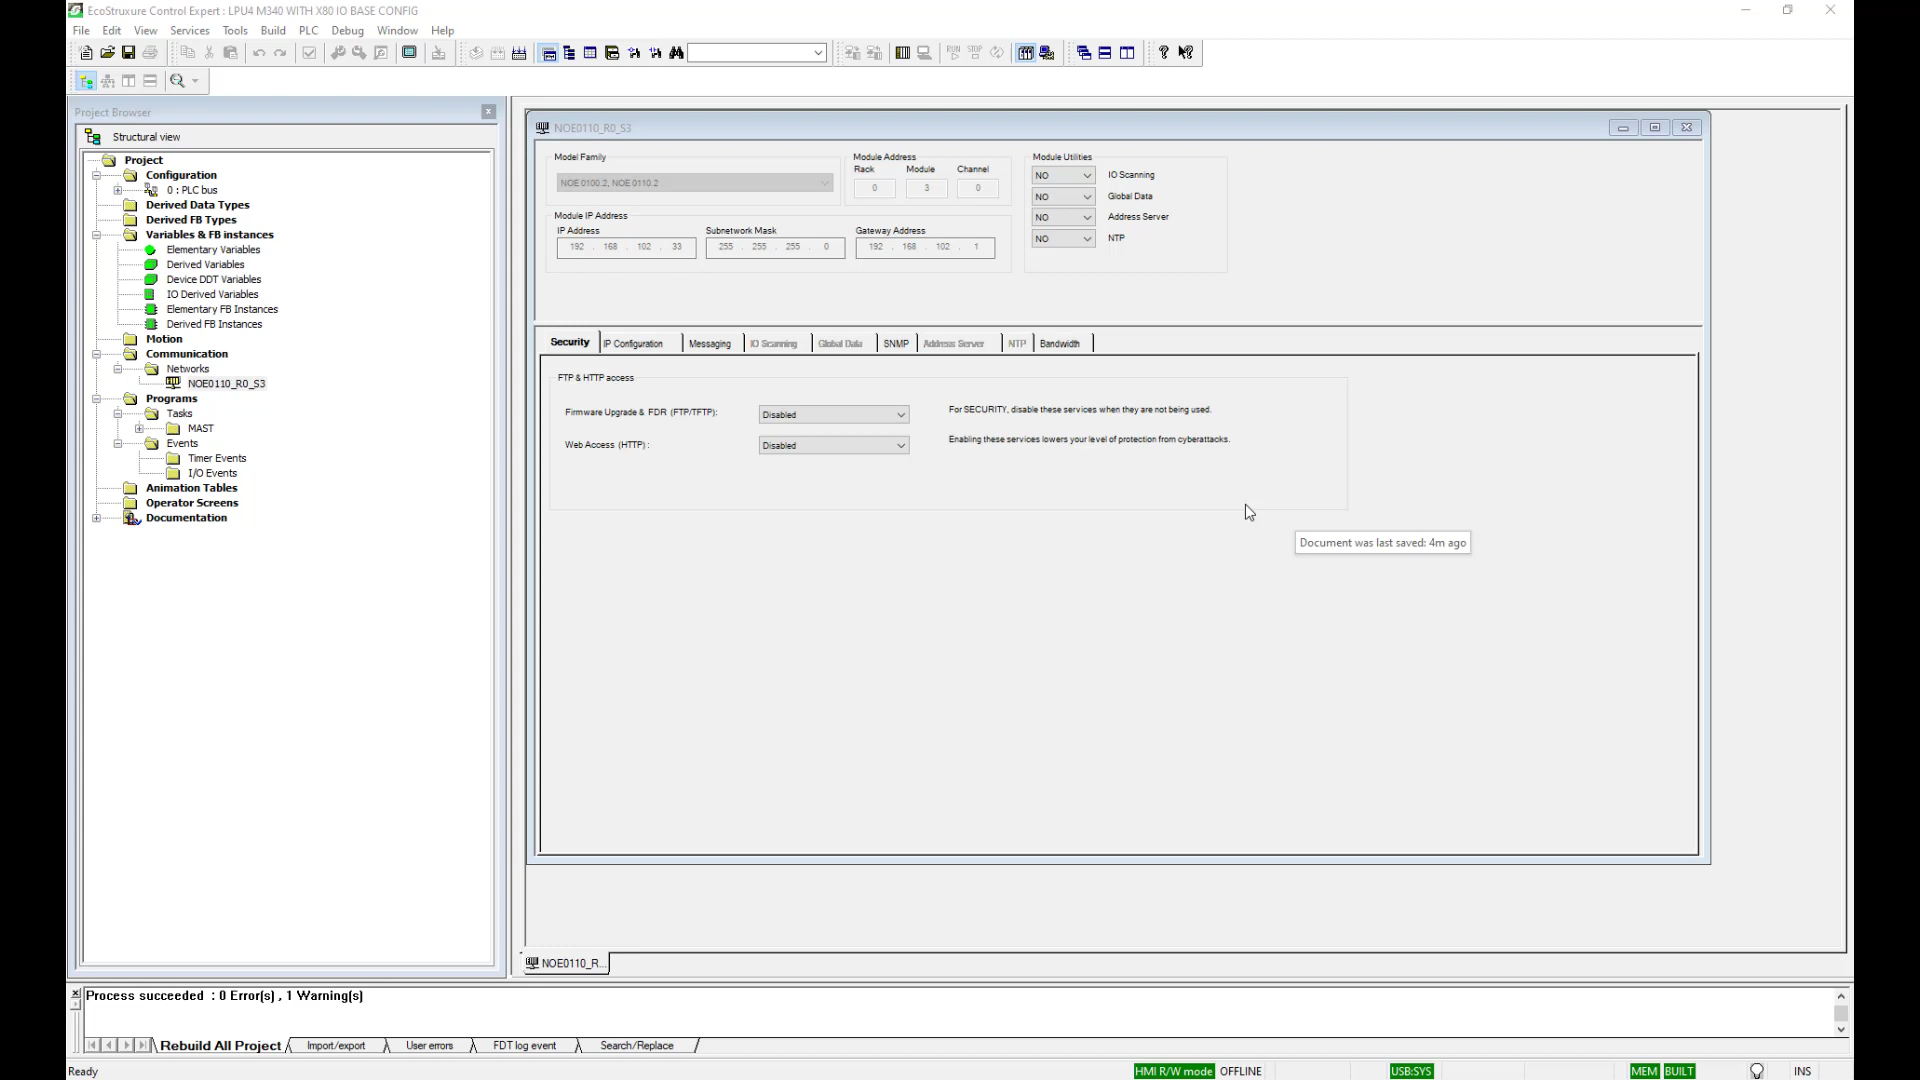 EcoStruxure Control Expert : LPU4 M340 WITH X80 IO BASE CONFIG
File Edit View Services Tools Build PLC Debug Window Help
RUN STOP
Project Browser
Structural view
Project
Configuration
0 : PLC bus
Derived Data Types
Derived FB Types
Variables & FB instances
Elementary Variables
Derived Variables
Device DDT Variables
IO Derived Variables
Elementary FB Instances
Derived FB Instances
Motion
Communication
Networks
NOE0110_R0_S3
Programs
Tasks
MAST
Events
Timer Events
I/O Events
Animation Tables
Operator Screens
Documentation
NOE0110_R0_S3
Model Family
NOE 0100.2, NOE 0110.2
Module Address
Rack Module Channel
0 3 0
Module Utilities
NO IO Scanning
NO Global Data
NO Address Server
NO NTP
Module IP Address
IP Address Subnetwork Mask Gateway Address
192 . 168 . 102 . 33 255 . 255 . 255 . 0 192 . 168 . 102 . 1
Security IP Configuration Messaging IO Scanning Global Data SNMP Address Server NTP Bandwidth
FTP & HTTP access
Firmware Upgrade & FDR (FTP/TFTP): Disabled For SECURITY, disable these services when they are not being used.
Web Access (HTTP) : Disabled Enabling these services lowers your level of protection from cyberattacks.
Document was last saved: 4m ago
NOE0110_R...
Process succeeded : 0 Error(s) , 1 Warning(s)
Rebuild All Project Import/export User errors FDT log event Search/Replace
Ready HMI R/W mode OFFLINE USB:SYS MEM BUILT INS